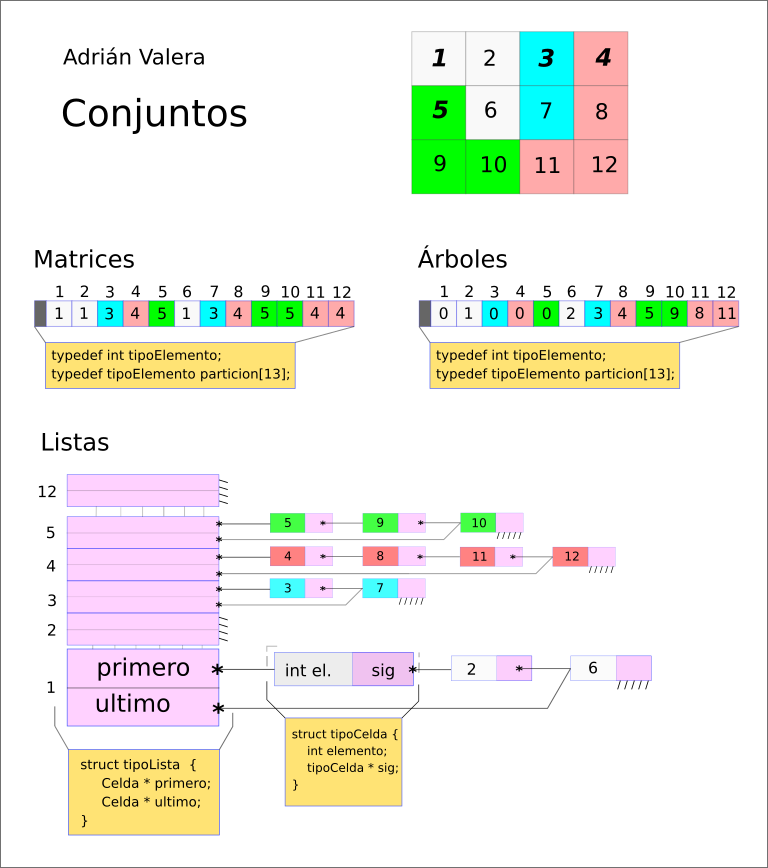 Adrián Valera
Conjuntos
1 2 3 4
5 6 7 8
9 10 11 12
Matrices
1 2 3 4 5 6 7 8 9 10 11 12
1 1 3 4 5 1 3 4 5 5 4 4
typedef int tipoElemento;
typedef tipoElemento particion[13];
Árboles
1 2 3 4 5 6 7 8 9 10 11 12
0 1 0 0 0 2 3 4 5 9 8 11
typedef int tipoElemento;
typedef tipoElemento particion[13];
Listas
12
5 * 5 * 9 * 10
*
4 * 4 * 8 * 11 * 12
*
3 * 3 * 7
*
2
1 primero * int el. sig * 2 * 6
ultimo *
struct tipoLista {
Celda * primero;
Celda * ultimo;
}
struct tipoCelda {
int elemento;
tipoCelda * sig;
}